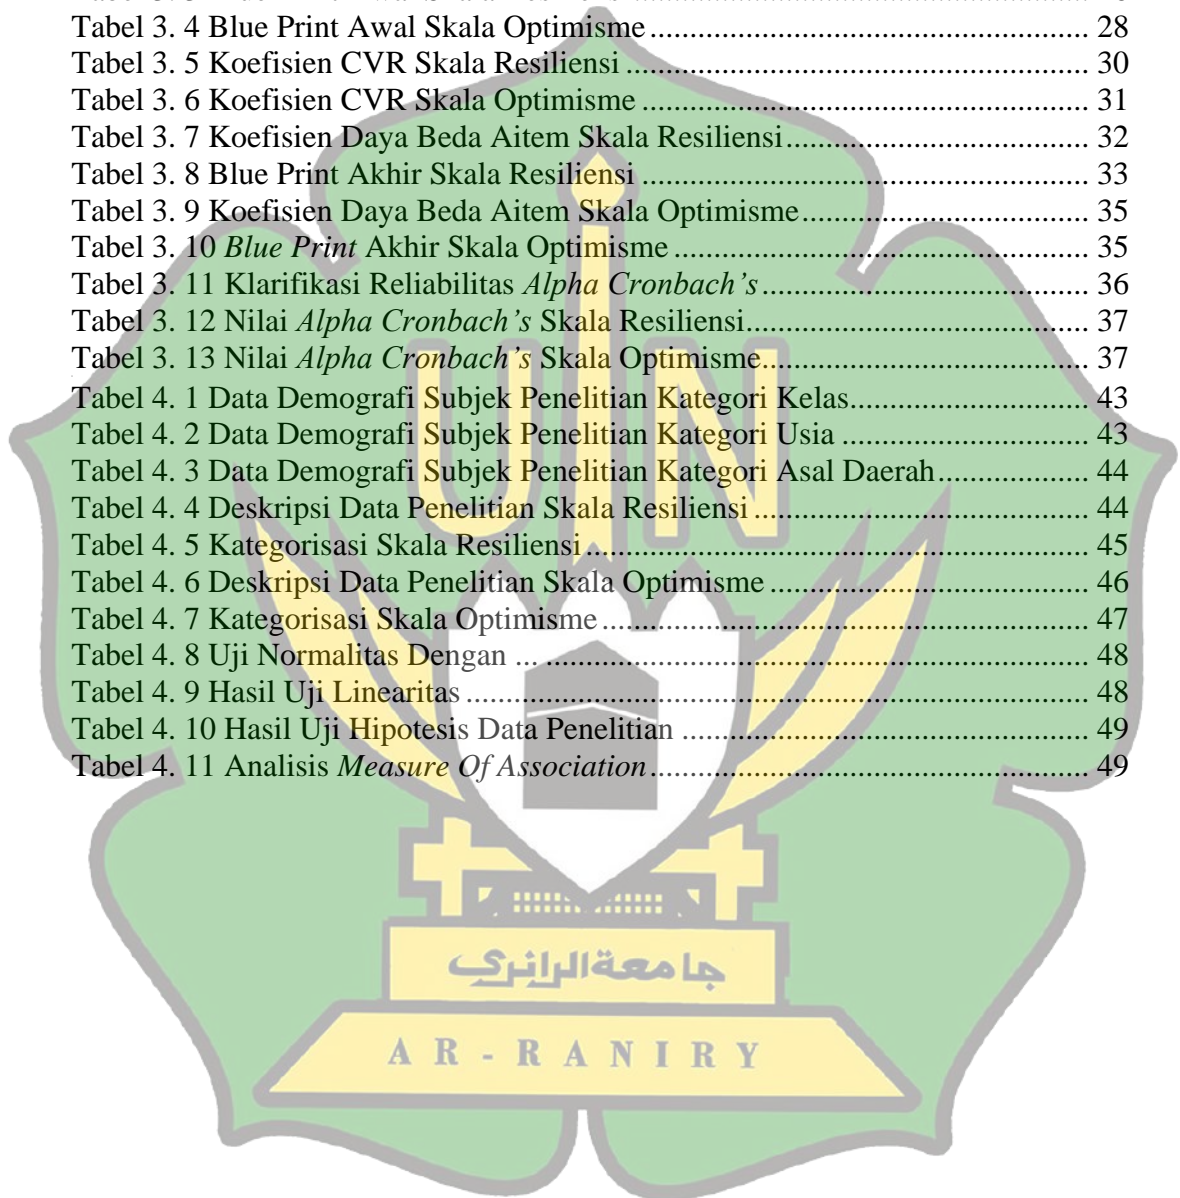 Tabel 3. 4 Blue Print Awal Skala Optimisme ........ 28
Tabel 3. 5 Koefisien CVR Skala Resiliensi ........ 30
Tabel 3. 6 Koefisien CVR Skala Optimisme ........ 31
Tabel 3. 7 Koefisien Daya Beda Aitem Skala Resiliensi ........ 32
Tabel 3. 8 Blue Print Akhir Skala Resiliensi ........ 33
Tabel 3. 9 Koefisien Daya Beda Aitem Skala Optimisme ........ 35
Tabel 3. 10 Blue Print Akhir Skala Optimisme ........ 35
Tabel 3. 11 Klarifikasi Reliabilitas Alpha Cronbach's ........ 36
Tabel 3. 12 Nilai Alpha Cronbach's Skala Resiliensi ........ 37
Tabel 3. 13 Nilai Alpha Cronbach's Skala Optimisme ........ 37
Tabel 4. 1 Data Demografi Subjek Penelitian Kategori Kelas ........ 43
Tabel 4. 2 Data Demografi Subjek Penelitian Kategori Usia ........ 43
Tabel 4. 3 Data Demografi Subjek Penelitian Kategori Asal Daerah ........ 44
Tabel 4. 4 Deskripsi Data Penelitian Skala Resiliensi ........ 44
Tabel 4. 5 Kategorisasi Skala Resiliensi ........ 45
Tabel 4. 6 Deskripsi Data Penelitian Skala Optimisme ........ 46
Tabel 4. 7 Kategorisasi Skala Optimisme ........ 47
Tabel 4. 8 Uji Normalitas Dengan ... ........ 48
Tabel 4. 9 Hasil Uji Linearitas ........ 48
Tabel 4. 10 Hasil Uji Hipotesis Data Penelitian ........ 49
Tabel 4. 11 Analisis Measure Of Association ........ 49
UIN
جامعةالرانري
AR-RANIRY